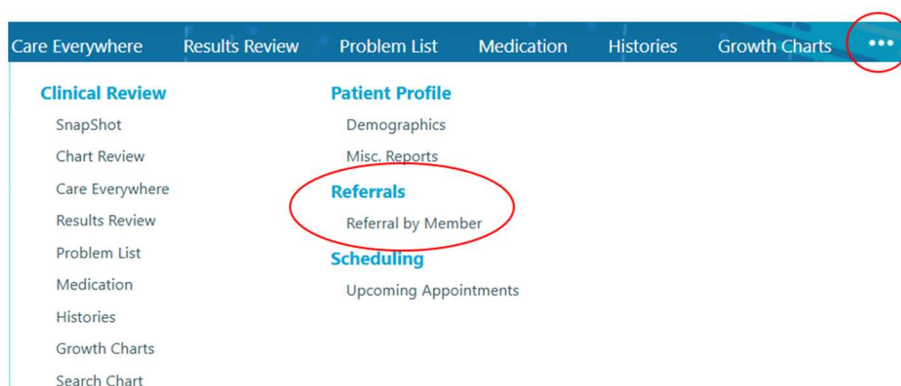 Care Everywhere Results Review Problem List Medication Histories Growth Charts •••
Clinical Review
SnapShot
Chart Review
Care Everywhere
Results Review
Problem List
Medication
Histories
Growth Charts
Search Chart
Patient Profile
Demographics
Misc. Reports
Referrals
Referral by Member
Scheduling
Upcoming Appointments